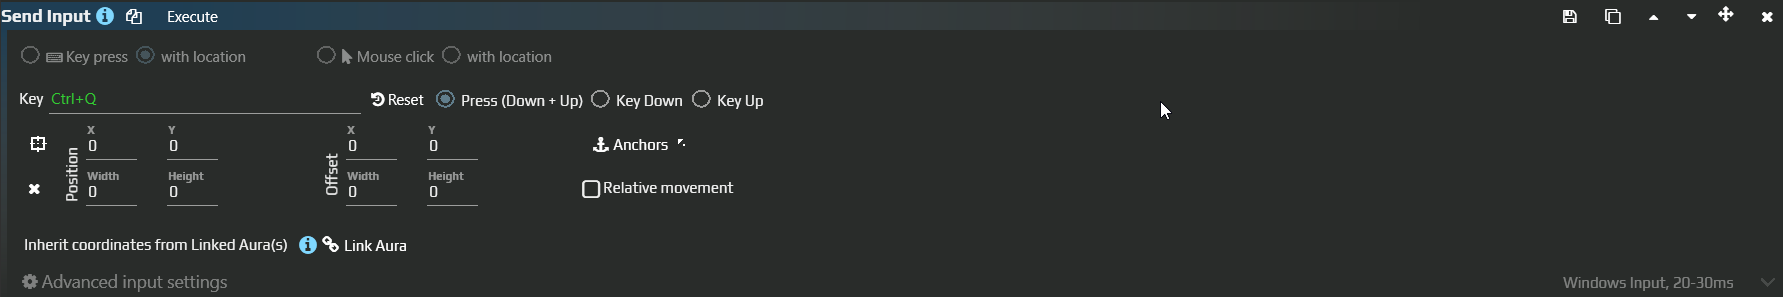 Send Input Execute
Key press with location Mouse click with location
Key Ctrl+Q Reset Press (Down + Up) Key Down Key Up
Position X 0 Y 0 Offset X 0 Y 0 Anchors
Width 0 Height 0 Width 0 Height 0 Relative movement
Inherit coordinates from Linked Aura(s) Link Aura
Advanced input settings Windows Input, 20-30ms